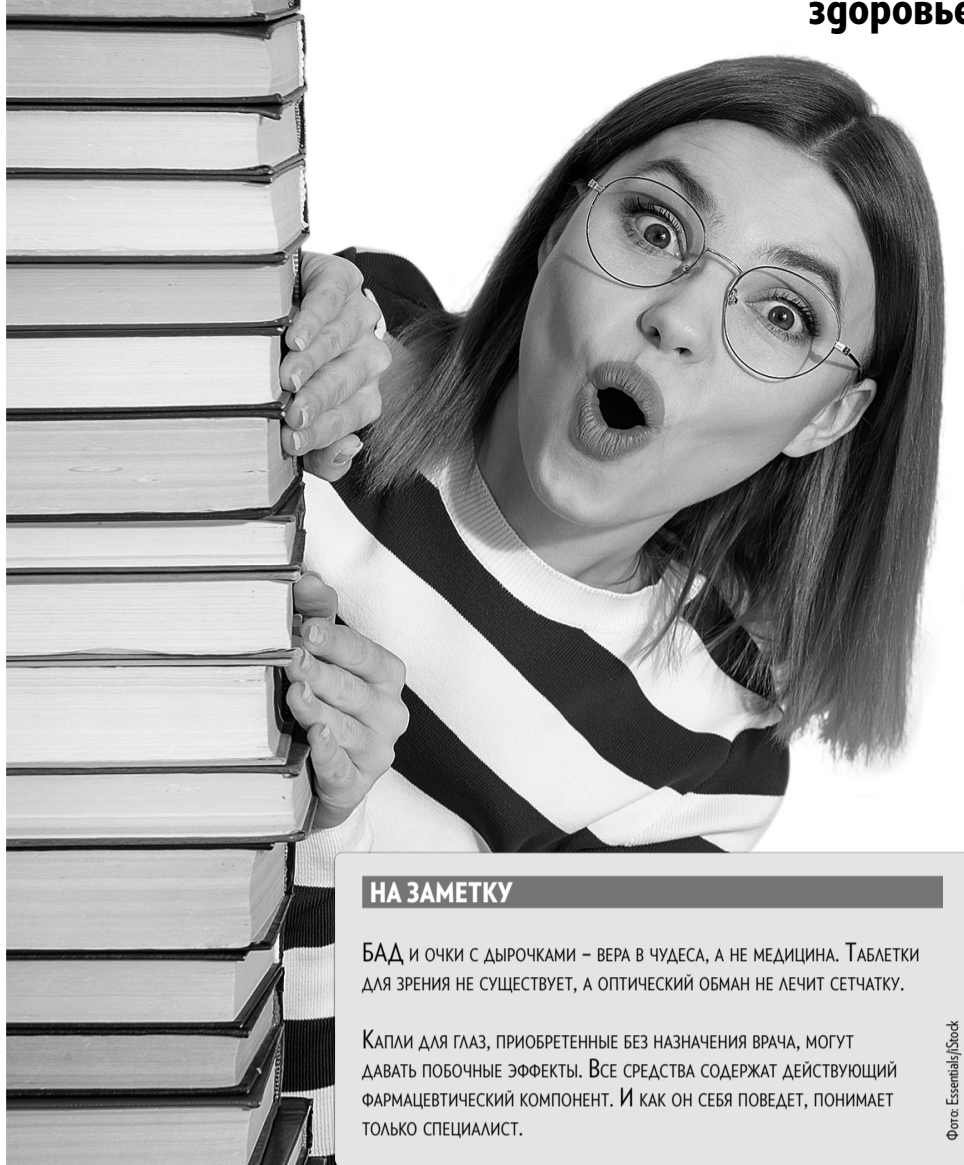 здоровье
НА ЗАМЕТКУ
БАД и очки с дырочками – вера в чудеса, а не медицина. Таблетки
для зрения не существует, а оптический обман не лечит сетчатку.
Капли для глаз, приобретенные без назначения врача, могут
давать побочные эффекты. Все средства содержат действующий
фармацевтический компонент. И как он себя поведет, понимает
только специалист.
Фото: Essentials/iStock